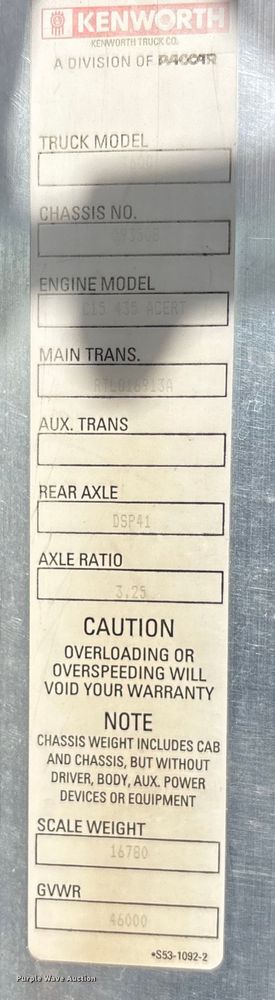 KENWORTH
KENWORTH TRUCK CO.
A DIVISION OF PACCAR
TRUCK MODEL
CHASSIS NO.
ENGINE MODEL
C15 435 ACERT
MAIN TRANS.
RTLO16913A
AUX. TRANS
REAR AXLE
DSP41
AXLE RATIO
3.25
CAUTION
OVERLOADING OR
OVERSPEEDING WILL
VOID YOUR WARRANTY
NOTE
CHASSIS WEIGHT INCLUDES CAB
AND CHASSIS, BUT WITHOUT
DRIVER, BODY, AUX. POWER
DEVICES OR EQUIPMENT
SCALE WEIGHT
16780
GVWR
46000
*S53-1092-2
Purple Wave Auction